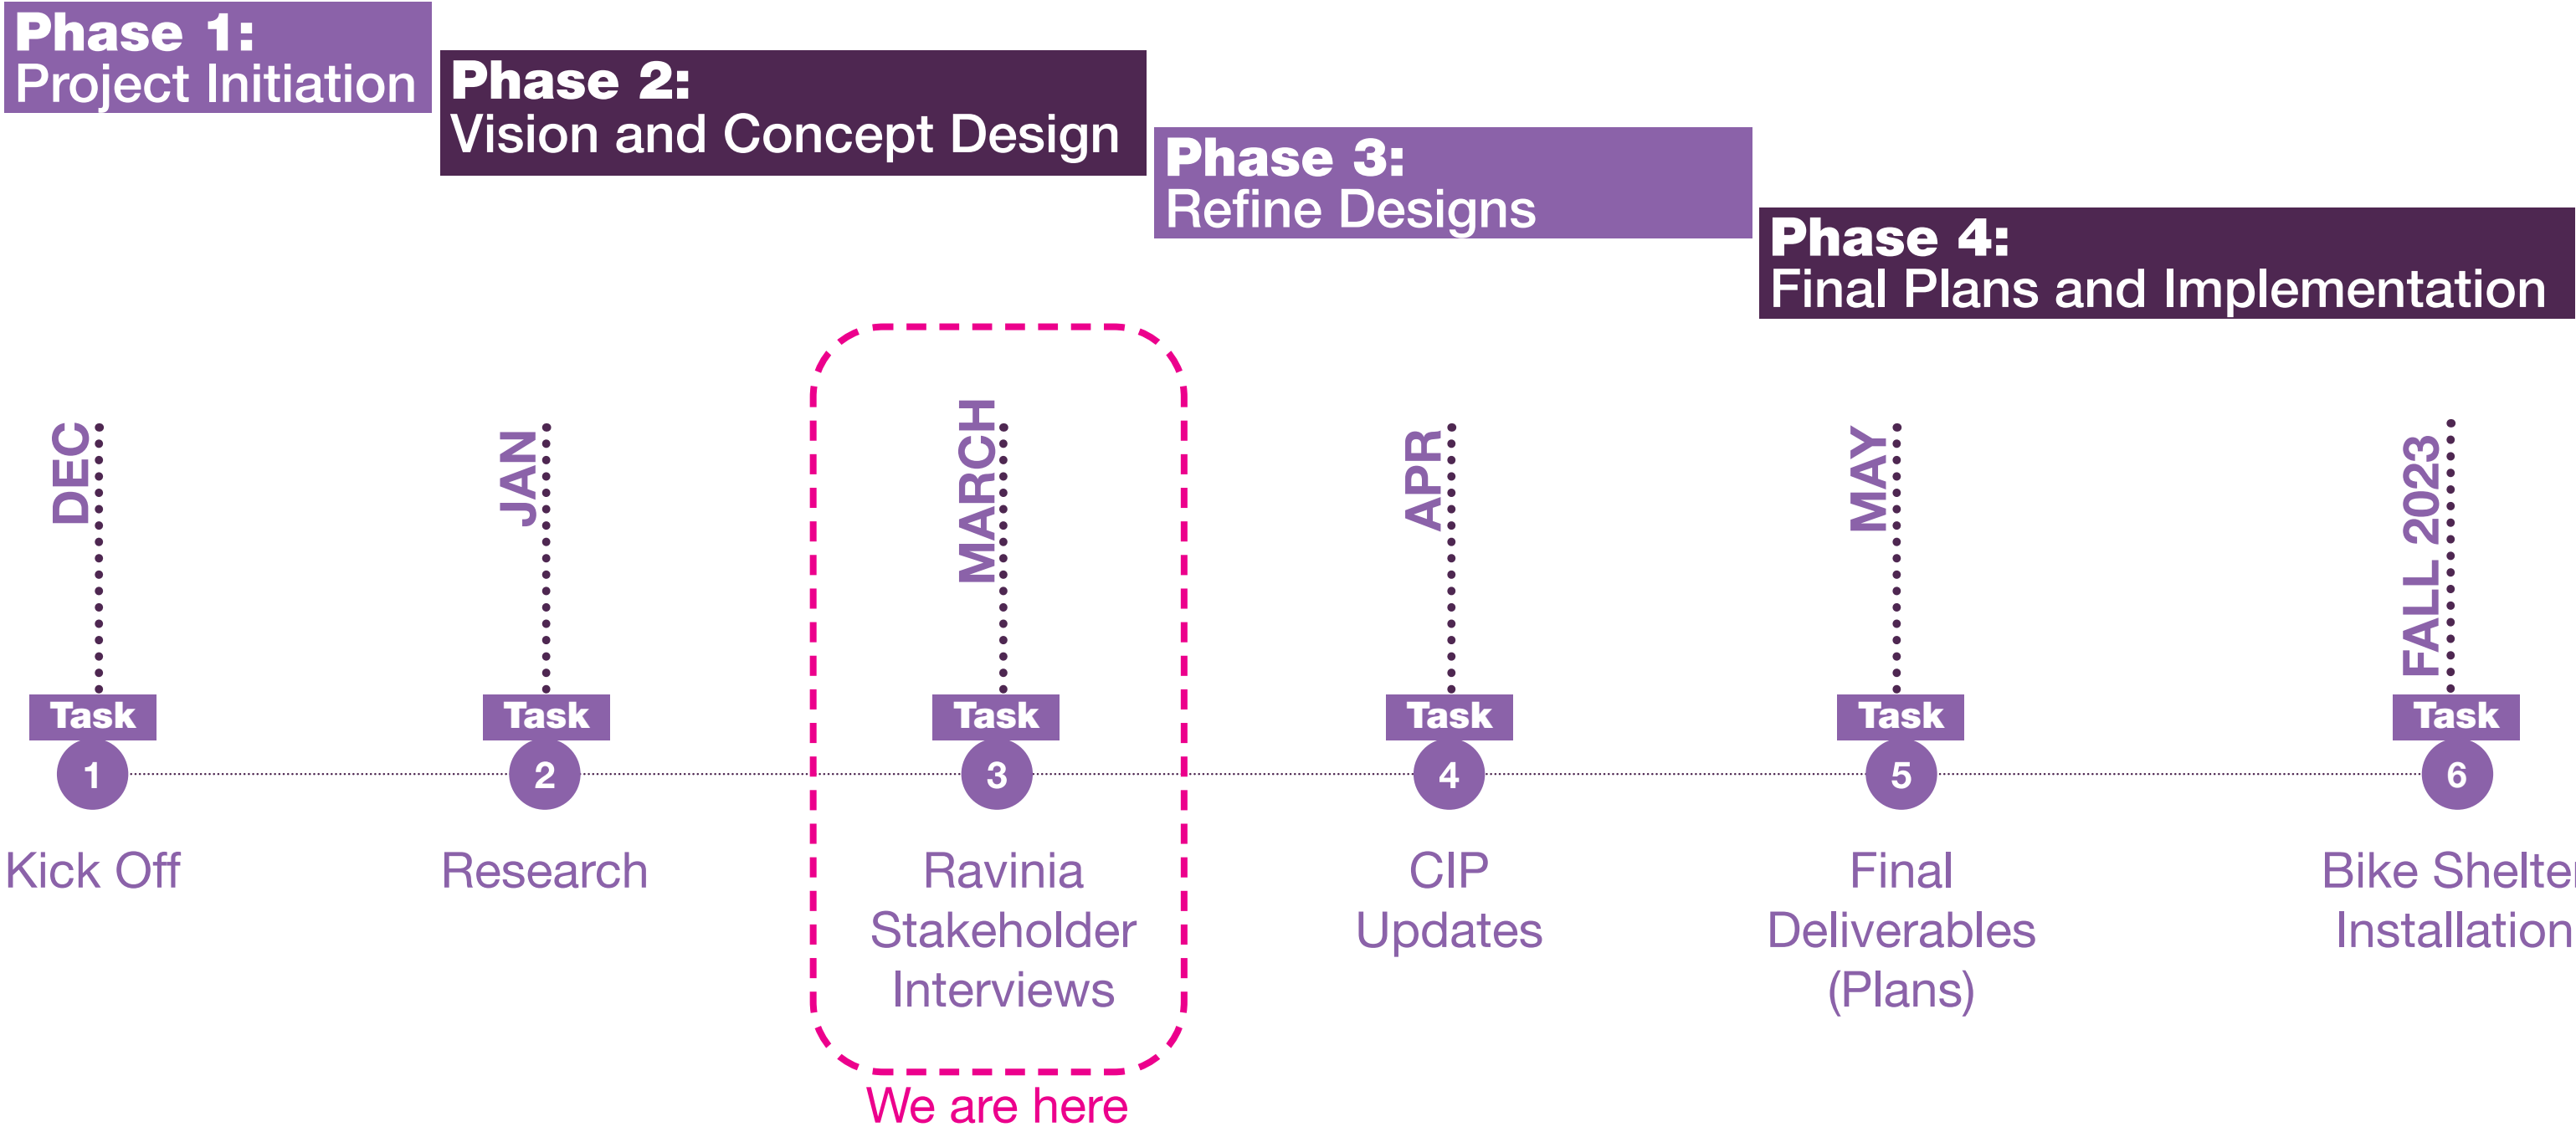 Phase 1:
Project Initiation
Phase 2:
Vision and Concept Design
Phase 3:
Refine Designs
Phase 4:
Final Plans and Implementation
DEC
JAN
MARCH
APR
MAY
FALL 2023
Task
Task
Task
Task
Task
Task
1
2
3
4
5
6
Kick Off
Research
Ravinia
Stakeholder
Interviews
CIP
Updates
Final
Deliverables
(Plans)
Bike Shelter
Installation
We are here